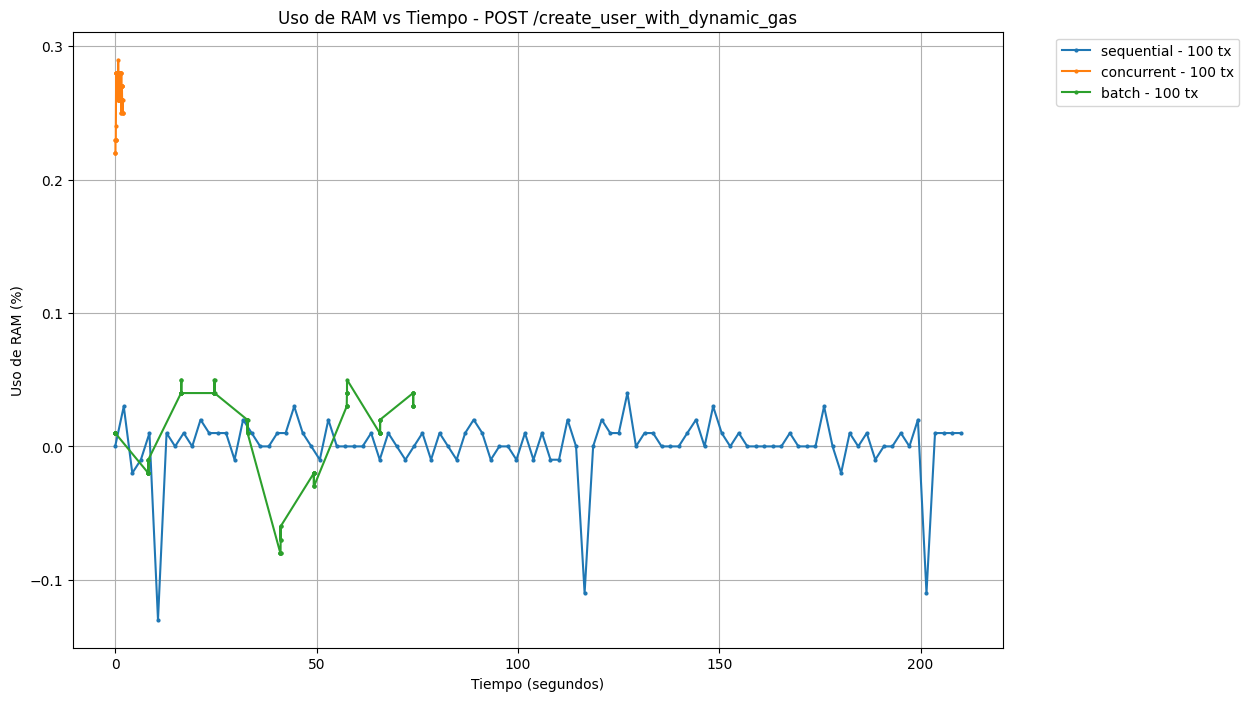 Uso de RAM vs Tiempo - POST /create_user_with_dynamic_gas
sequential - 100 tx
concurrent - 100 tx
batch - 100 tx
Uso de RAM (%)
0.3
0.2
0.1
0.0
−0.1
0 50 100 150 200
Tiempo (segundos)